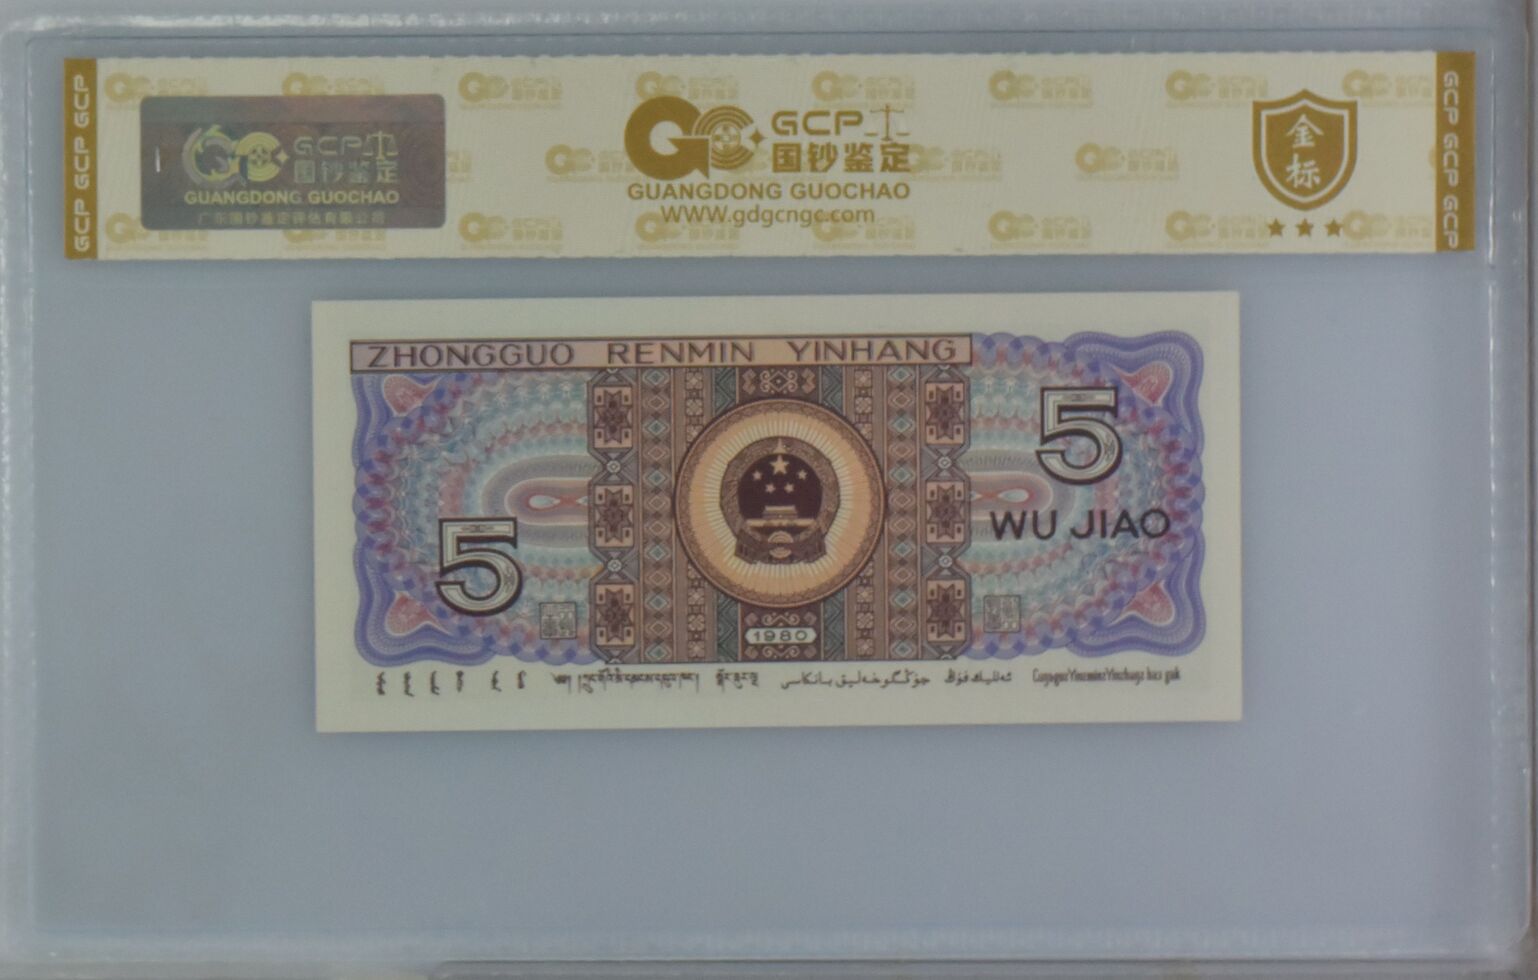 GCP GCP GCP
GCP
国钞鉴定
GUANGDONG GUOCHAO
广东国钞鉴定评估有限公司
GCP
国钞鉴定
GUANGDONG GUOCHAO
WWW.gdgcngc.com
金标
GCP GCP GCP
ZHONGGUO RENMIN YINHANG
5
5
WU JIAO
1980